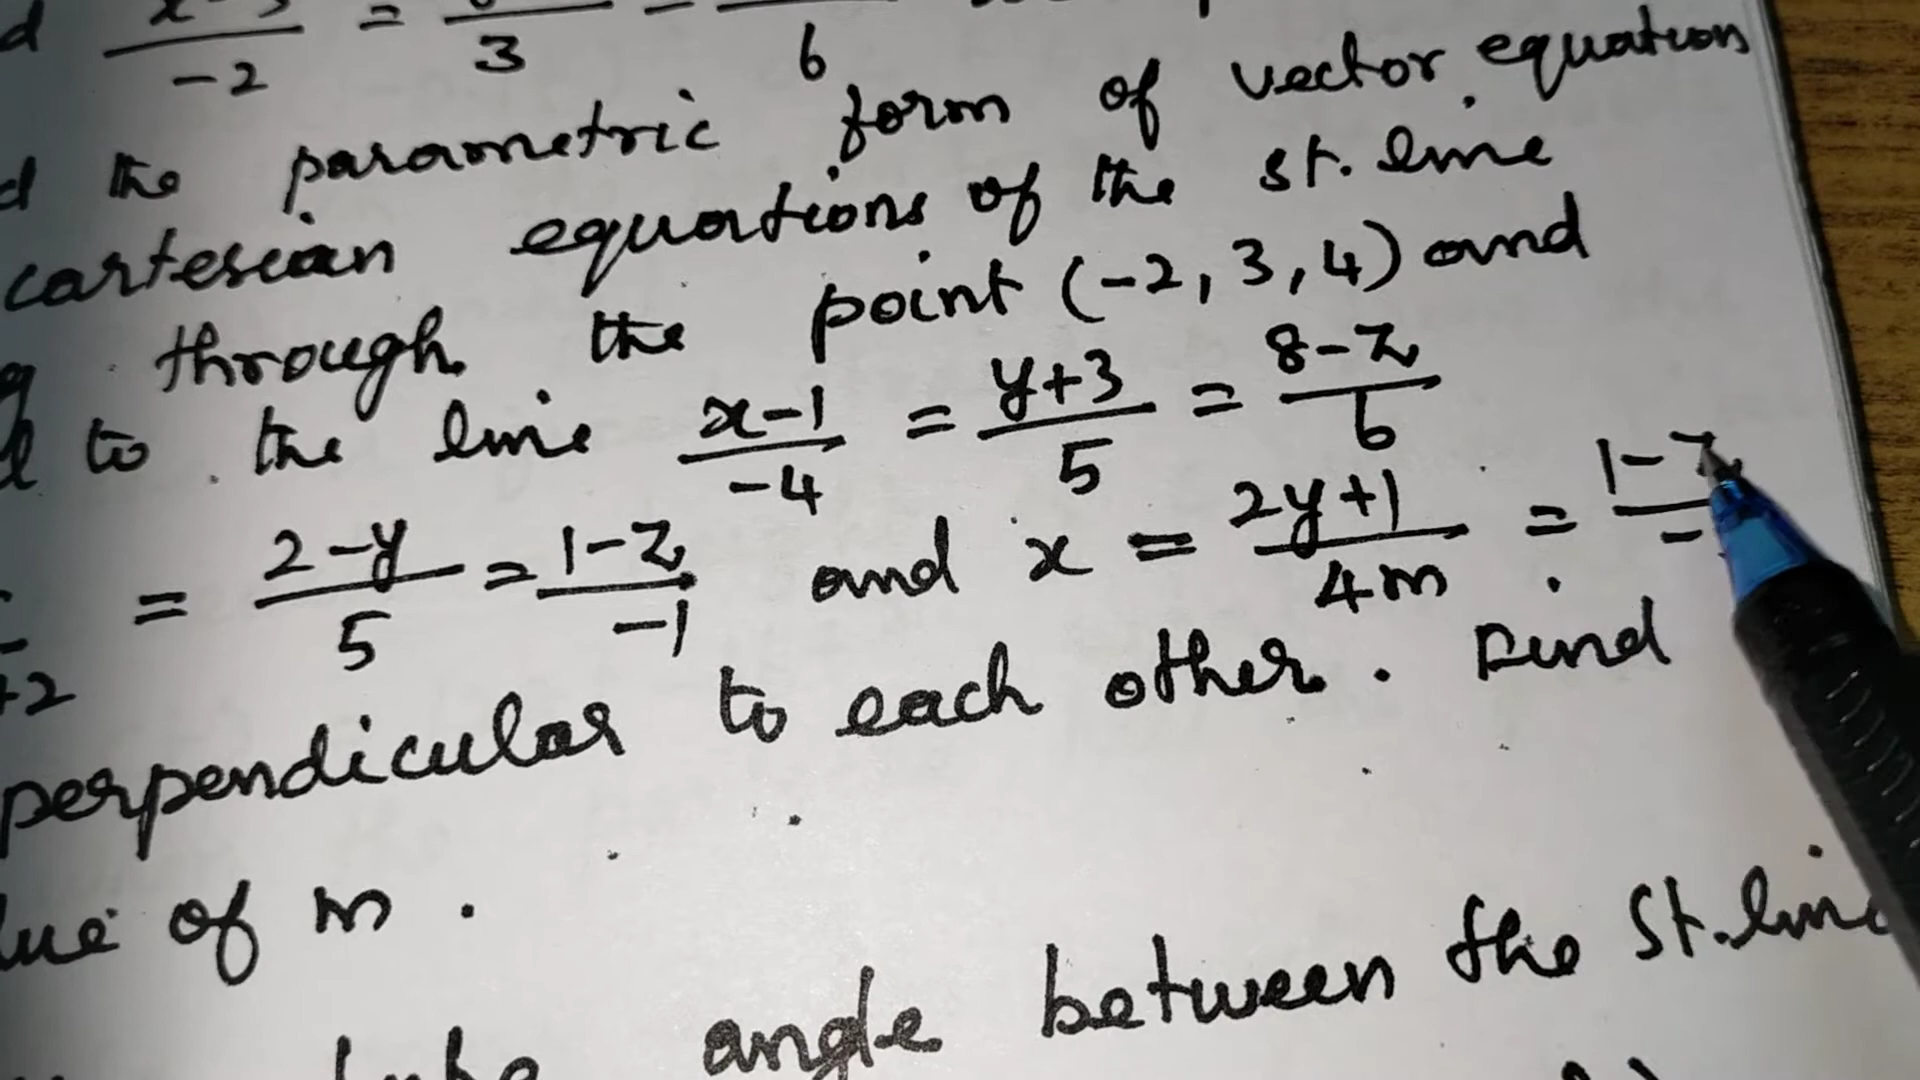 -2 = 3 6
the parametric form of vector equation
cartesian equations of the st. line
through the point (-2, 3, 4) and
to the line x-1/-4 = y+3/5 = 8-z/6
= 2-y/5 = 1-z/-1 and x = 2y+1/4m = 1-z
+2
perpendicular to each other. Find
of m.
angle between the St. line